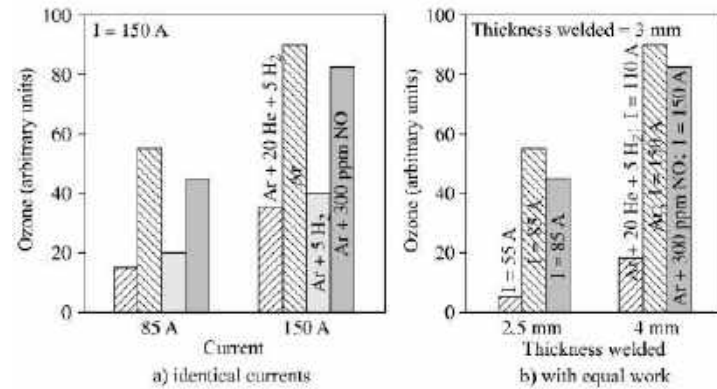 I = 150 A
Ozone (arbitrary units)
100
80
60
40
20
0
Ar + 20 He + 5 H₂
Ar
Ar + 5 H₂
Ar + 300 ppm NO
85 A
150 A
Current
a) identical currents
Thickness welded = 3 mm
Ozone (arbitrary units)
100
80
60
40
20
0
I = 55 A
I = 85 A
I = 85 A
Ar + 20 He + 5 H₂; I = 110 A
Ar; I = 150 A
Ar + 300 ppm NO; I = 150 A
2.5 mm
4 mm
Thickness welded
b) with equal work